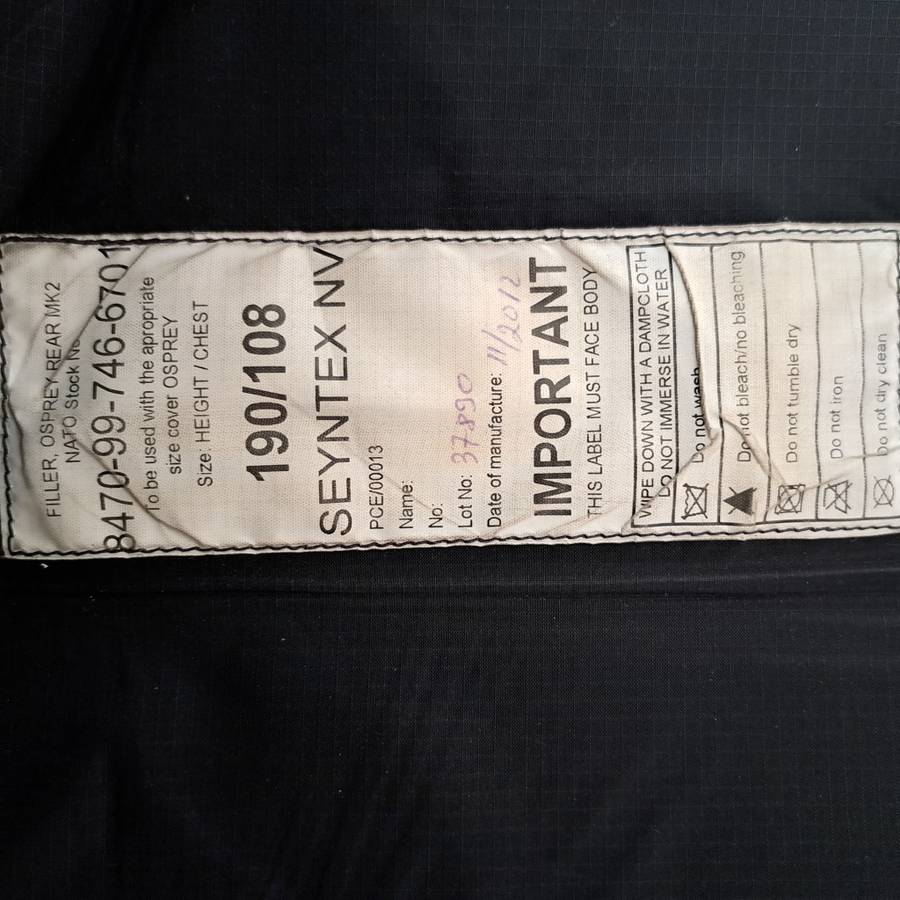 FILLER, OSPREY REAR MK2
NATO Stock No
8470-99-746-6701
To be used with the apropriate
size cover OSPREY
Size: HEIGHT / CHEST
190/108
SEYNTEX NV
PCE/00013
Name:
No:
Lot No: 37890
Date of manufacture: 11/2012
IMPORTANT
THIS LABEL MUST FACE BODY
WIPE DOWN WITH A DAMPCLOTH
DO NOT IMMERSE IN WATER
Do not wash
Do not bleach/no bleaching
Do not tumble dry
Do not iron
Do not dry clean